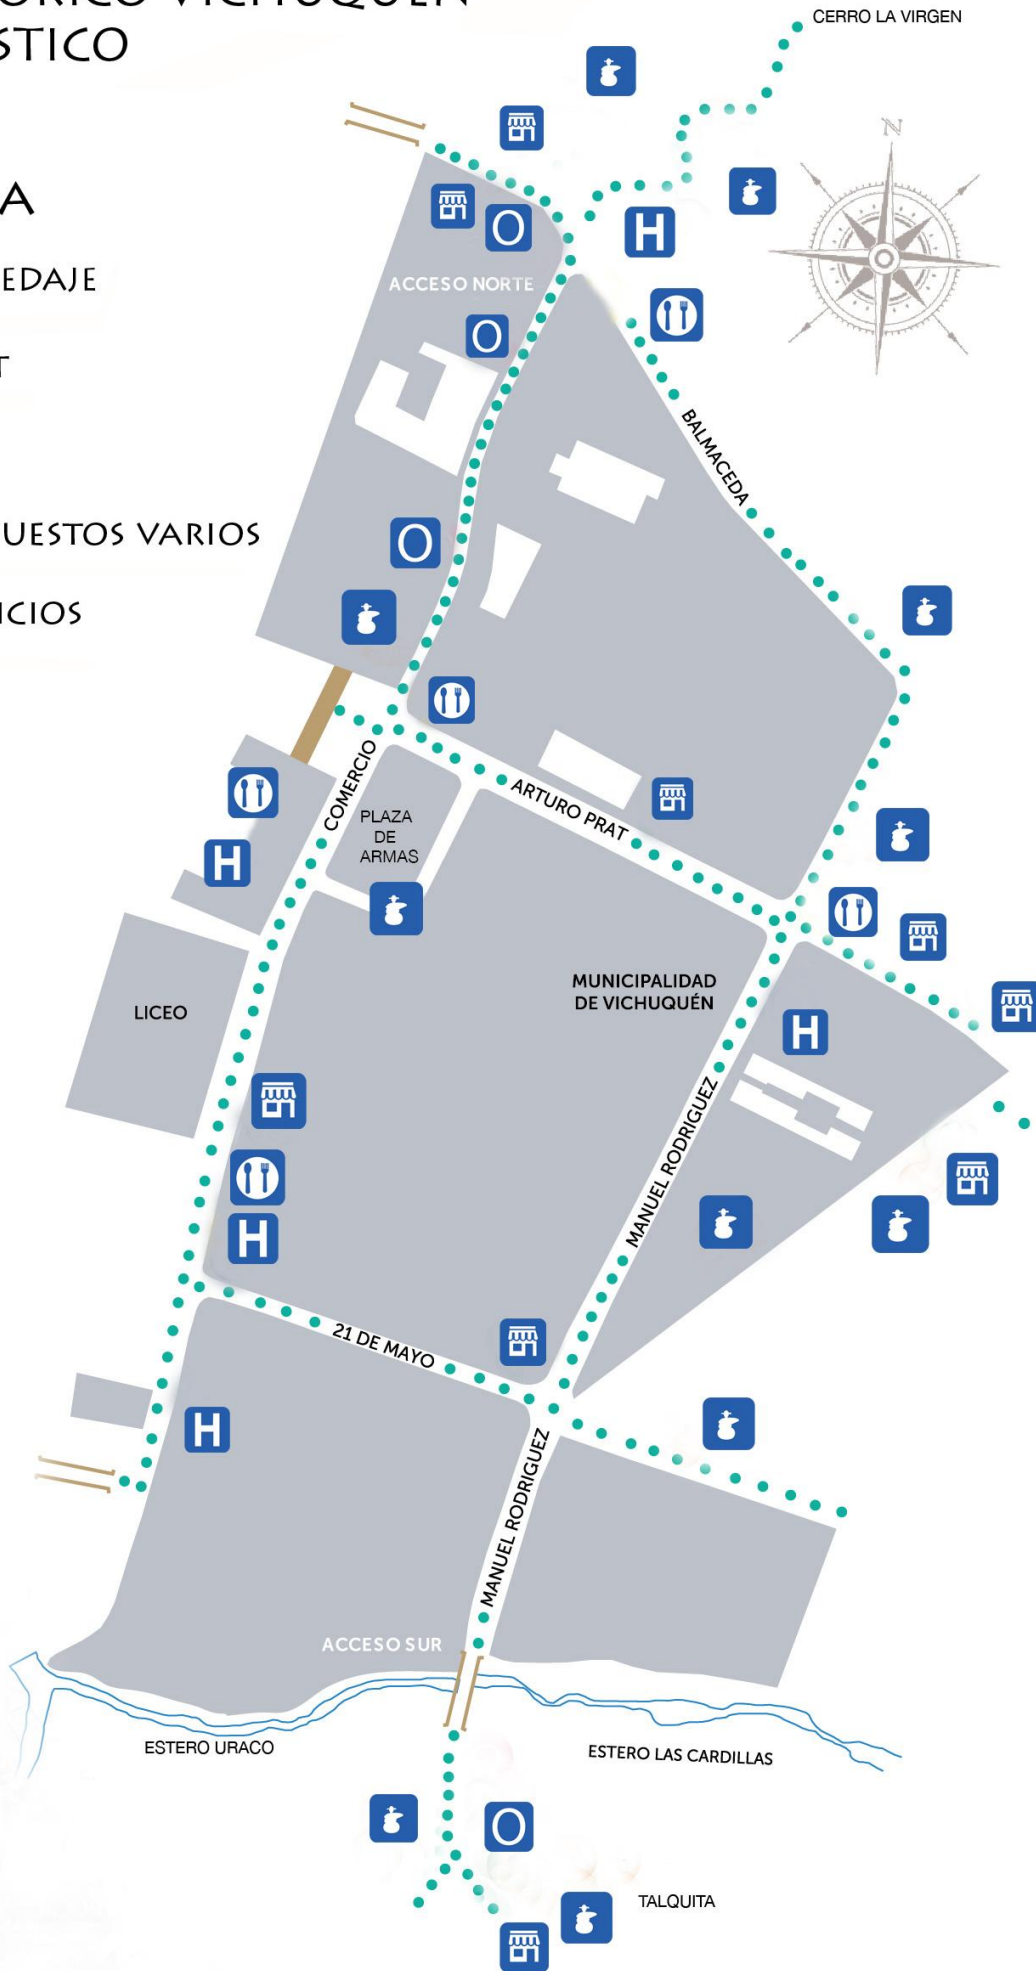 VICHUQUÉN
STICO
CERRO LA VIRGEN
N
A
EDAJE
T
UESTOS VARIOS
ICIOS
O
H
ACCESO NORTE
O
BALMACEDA
O
COMERCIO
ARTURO PRAT
PLAZA
DE
ARMAS
H
MUNICIPALIDAD
DE VICHUQUÉN
LICEO
H
MANUEL RODRIGUEZ
H
21 DE MAYO
H
MANUEL RODRIGUEZ
ACCESO SUR
ESTERO URACO
ESTERO LAS CARDILLAS
O
TALQUITA